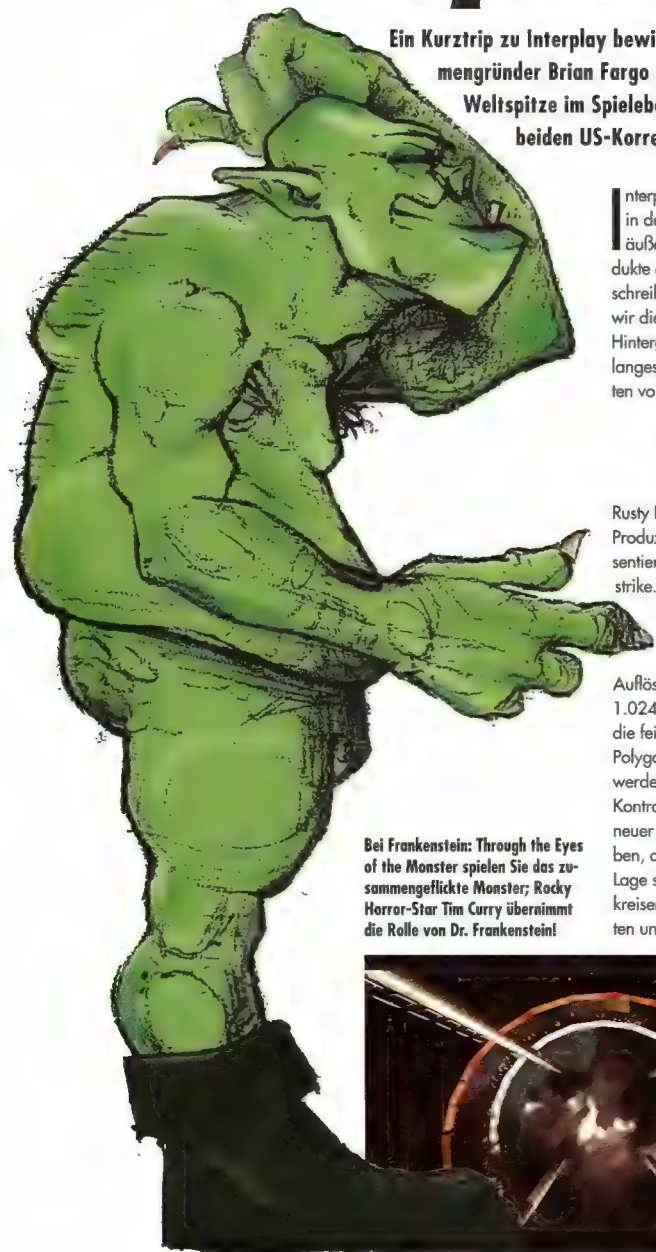 Ein Kurztrip zu Interplay bewi
mengründer Brian Fargo
Weltspitze im Spielebe
beiden US-Korre
nterp
in de
äuße
dukte
schreib
wir die
Hinterg
langes
ten vo
Rusty
Produz
sentier
strike.
Auflös
1.024
die fei
Polygo
werde
Kontro
neuer
ben, d
Lage s
kreiser
ten un
Bei Frankenstein: Through the Eyes
of the Monster spielen Sie das zu-
sammengeflickte Monster; Rocky
Horror-Star Tim Curry übernimmt
die Rolle von Dr. Frankenstein!